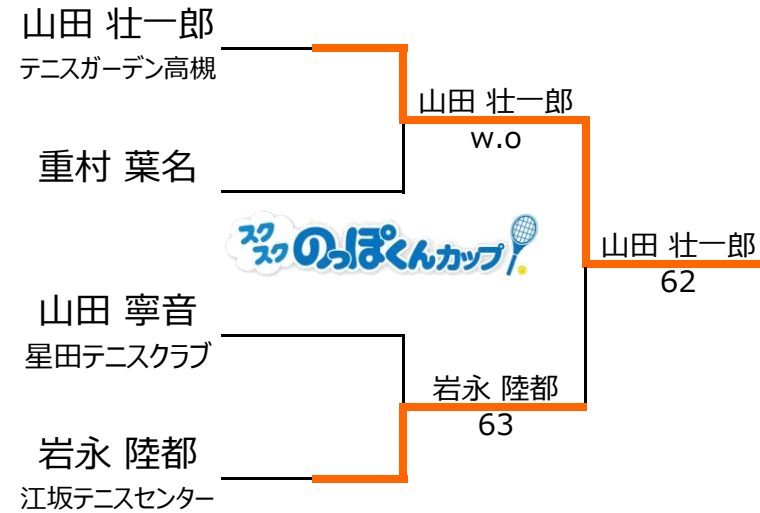 山田 壮一郎
テニスガーデン高槻
山田 壮一郎
w.o
重村 葉名
スクスク のっぽくんカップ
山田 壮一郎
62
山田 寧音
星田テニスクラブ
岩永 陸都
63
岩永 陸都
江坂テニスセンター